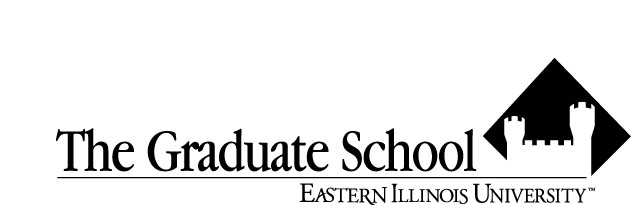 The Graduate School
EASTERN ILLINOIS UNIVERSITY™